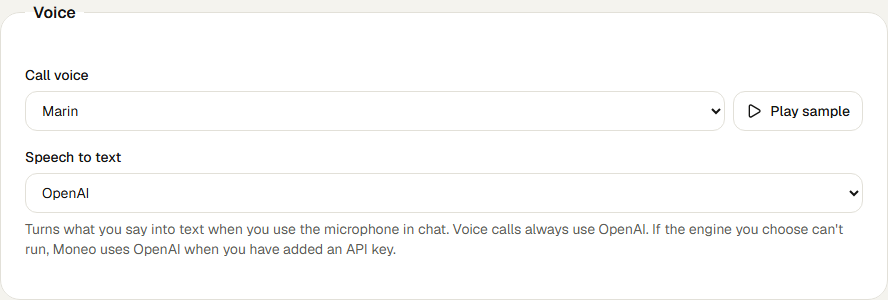 Voice
Call voice
Marin
Play sample
Speech to text
OpenAI
Turns what you say into text when you use the microphone in chat. Voice calls always use OpenAI. If the engine you choose can't
run, Moneo uses OpenAI when you have added an API key.